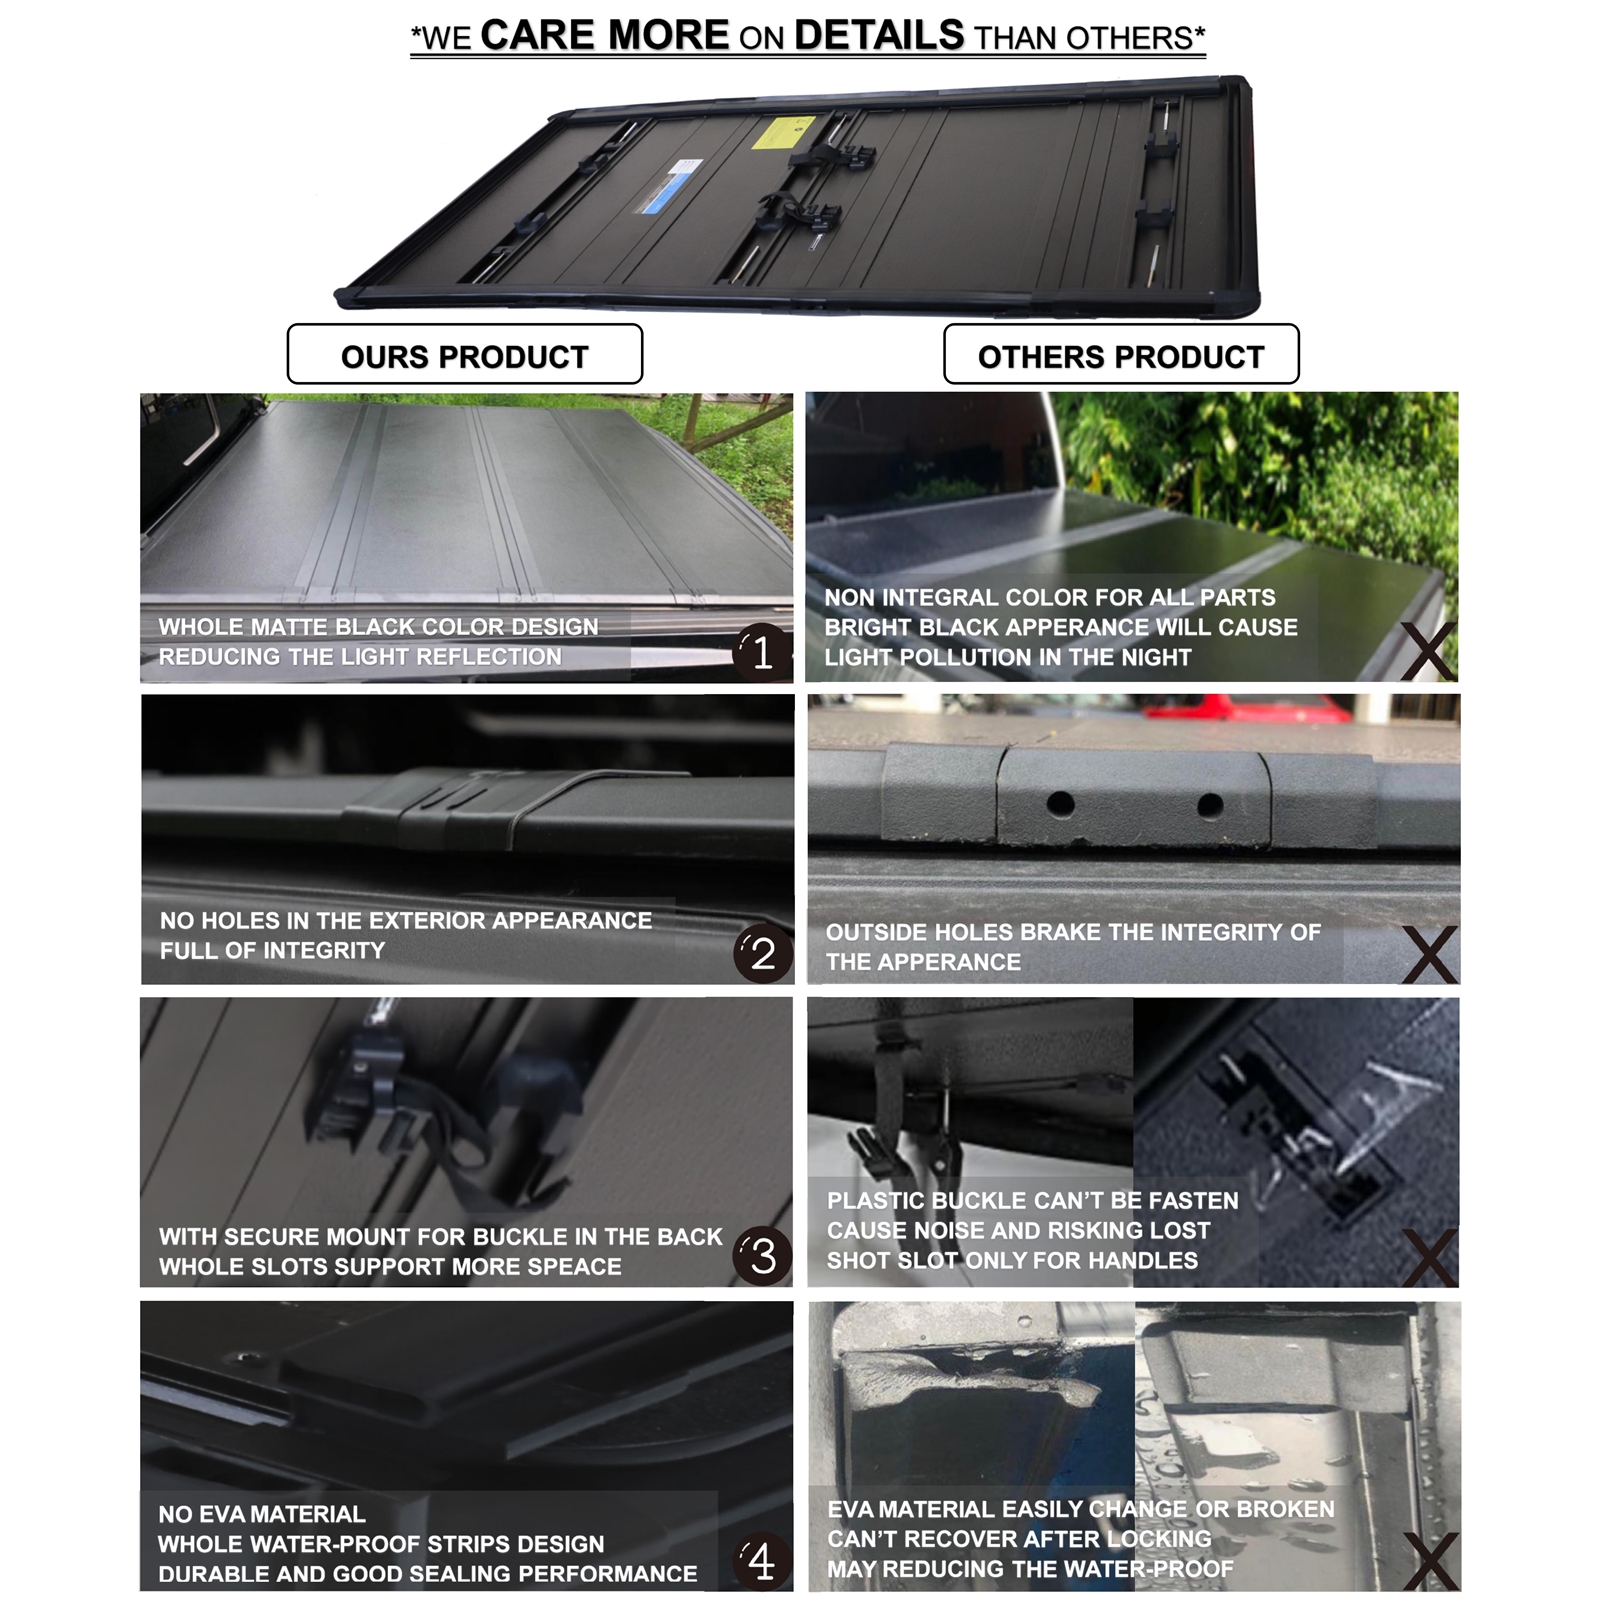 *WE CARE MORE ON DETAILS THAN OTHERS*
OURS PRODUCT
OTHERS PRODUCT
WHOLE MATTE BLACK COLOR DESIGN
REDUCING THE LIGHT REFLECTION
1
NON INTEGRAL COLOR FOR ALL PARTS
BRIGHT BLACK APPERANCE WILL CAUSE
LIGHT POLLUTION IN THE NIGHT
X
NO HOLES IN THE EXTERIOR APPEARANCE
FULL OF INTEGRITY
2
OUTSIDE HOLES BRAKE THE INTEGRITY OF
THE APPERANCE
X
WITH SECURE MOUNT FOR BUCKLE IN THE BACK
WHOLE SLOTS SUPPORT MORE SPEACE
3
PLASTIC BUCKLE CAN'T BE FASTEN
CAUSE NOISE AND RISKING LOST
SHOT SLOT ONLY FOR HANDLES
X
NO EVA MATERIAL
WHOLE WATER-PROOF STRIPS DESIGN
DURABLE AND GOOD SEALING PERFORMANCE
4
EVA MATERIAL EASILY CHANGE OR BROKEN
CAN'T RECOVER AFTER LOCKING
MAY REDUCING THE WATER-PROOF
X